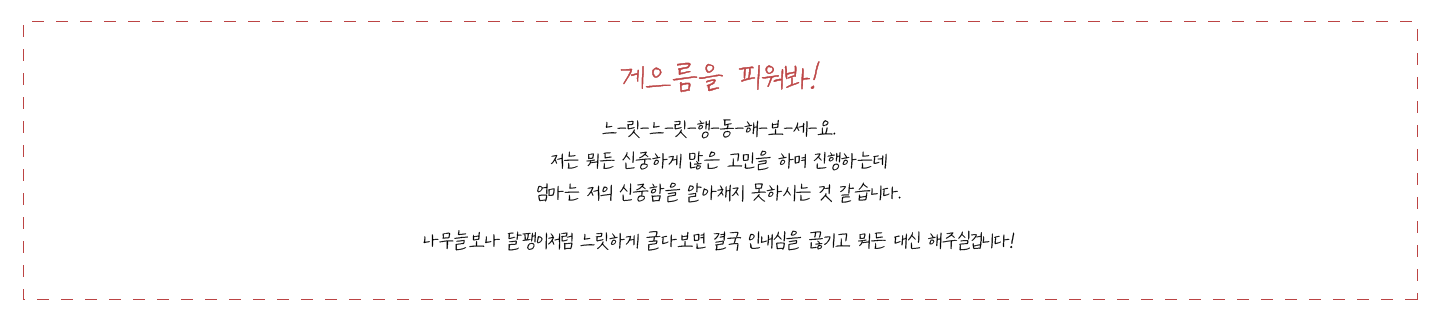 게으름을 피워봐!
느-릿-느-릿-행-동-해-보-세-요.
저는 뭐든 신중하게 많은 고민을 하며 진행하는데
엄마는 저의 신중함을 알아채지 못하시는 것 같습니다.
나무늘보나 달팽이처럼 느릿하게 굴다보면 결국 인내심을 끊기고 뭐든 대신 해주실겁니다!